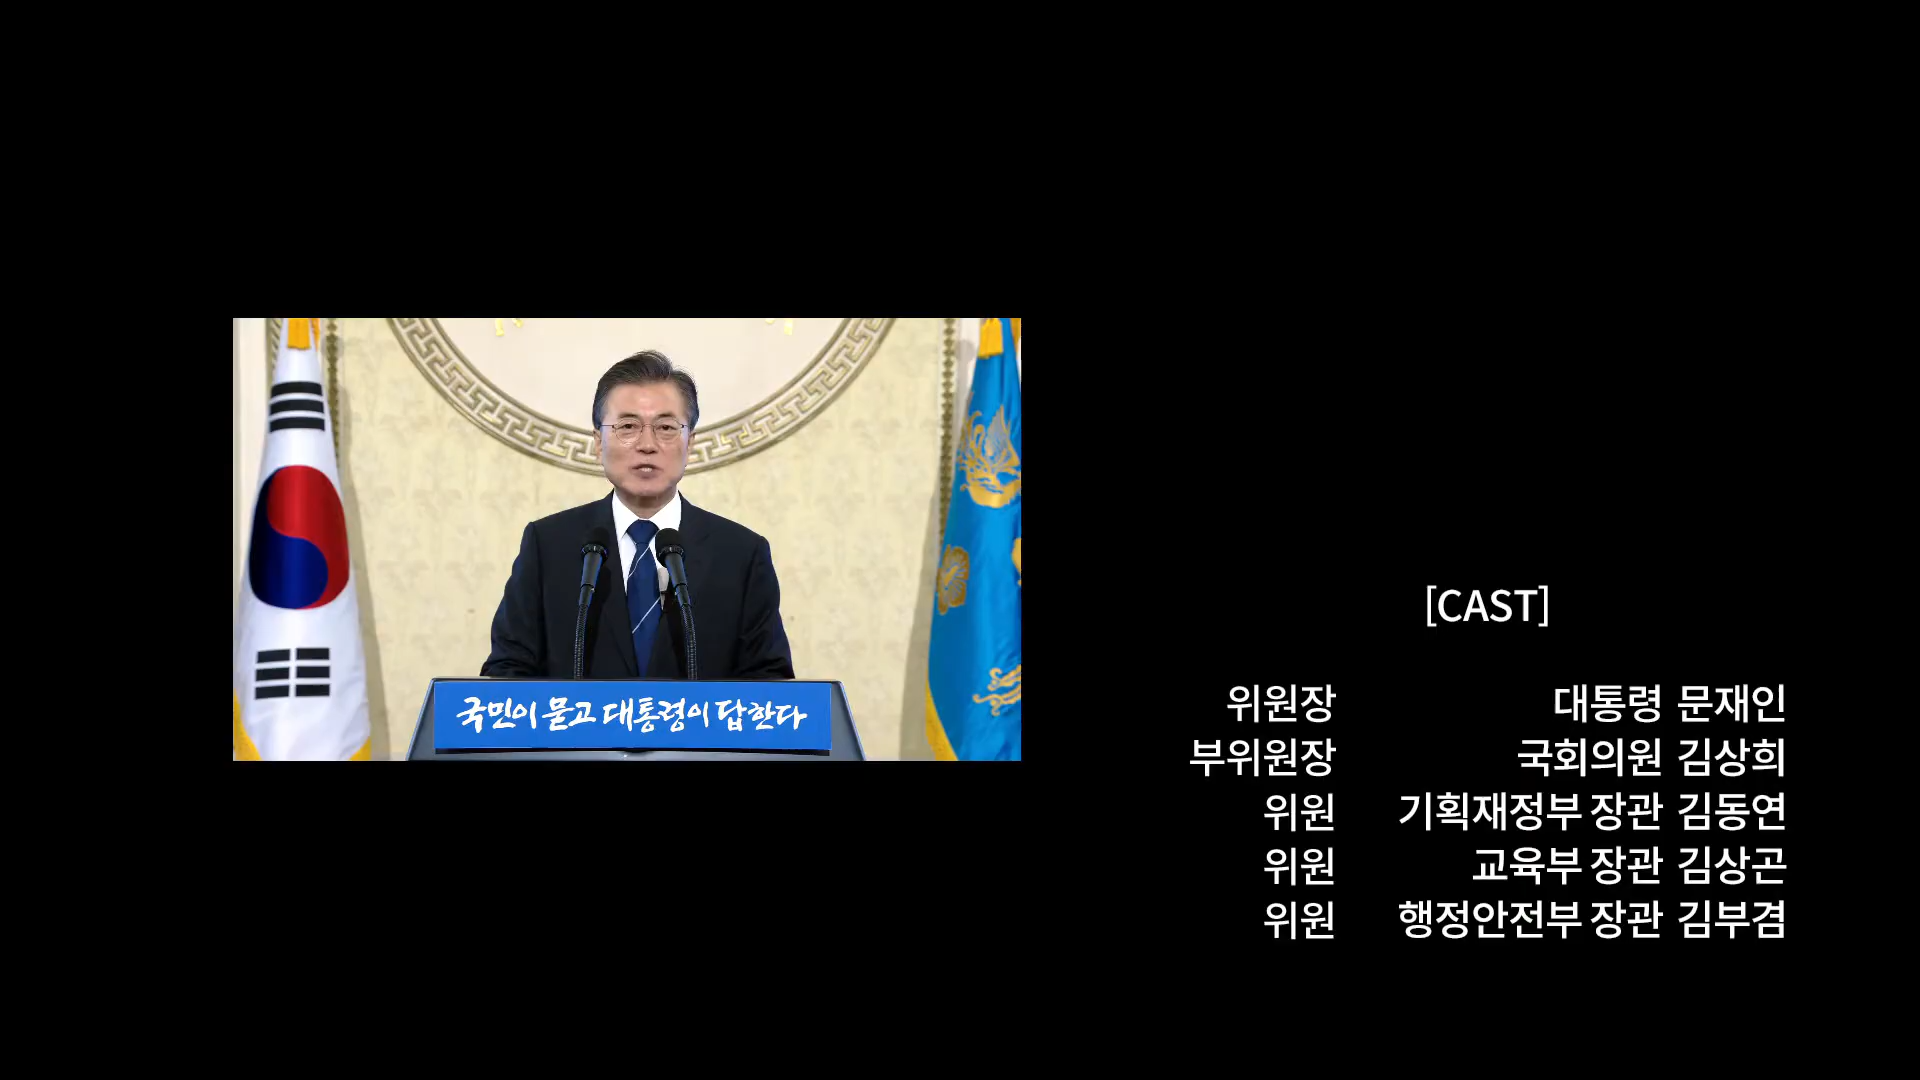 국민이 묻고 대통령이 답한다
[CAST]
위원장 대통령 문재인
부위원장 국회의원 김상희
위원 기획재정부 장관 김동연
위원 교육부 장관 김상곤
위원 행정안전부 장관 김부겸